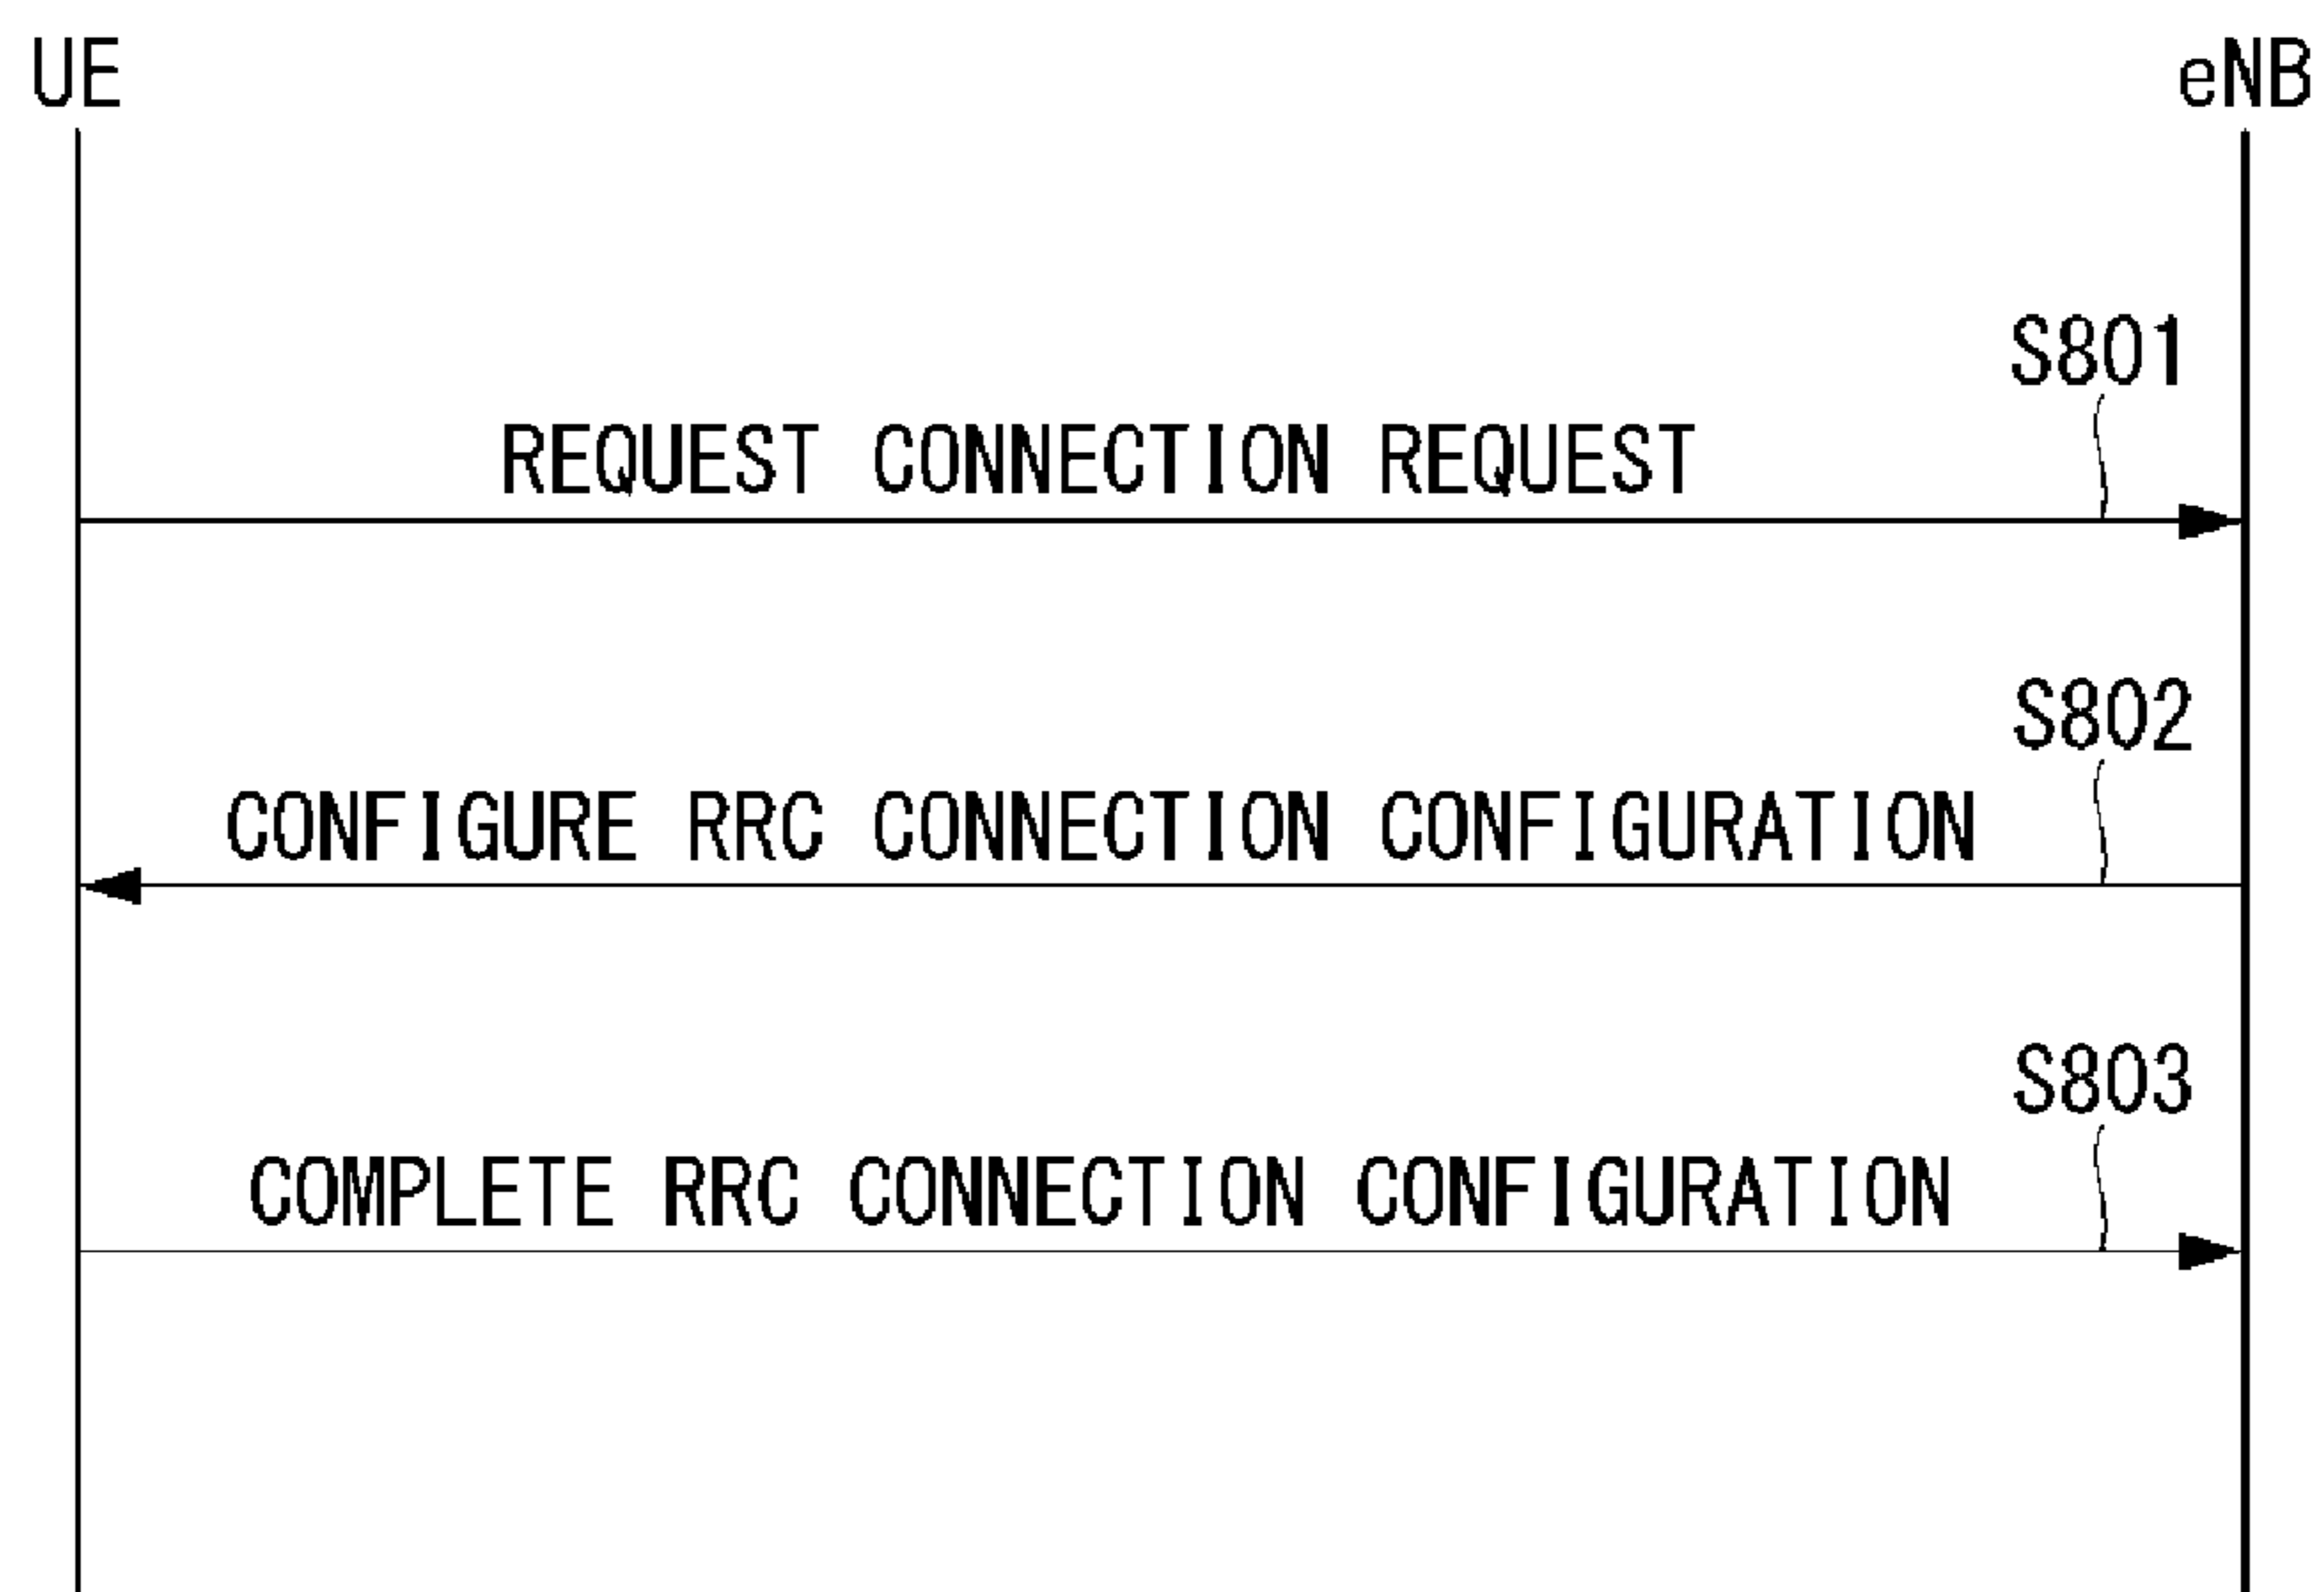 UE eNB
S801
REQUEST CONNECTION REQUEST
S802
CONFIGURE RRC CONNECTION CONFIGURATION
S803
COMPLETE RRC CONNECTION CONFIGURATION